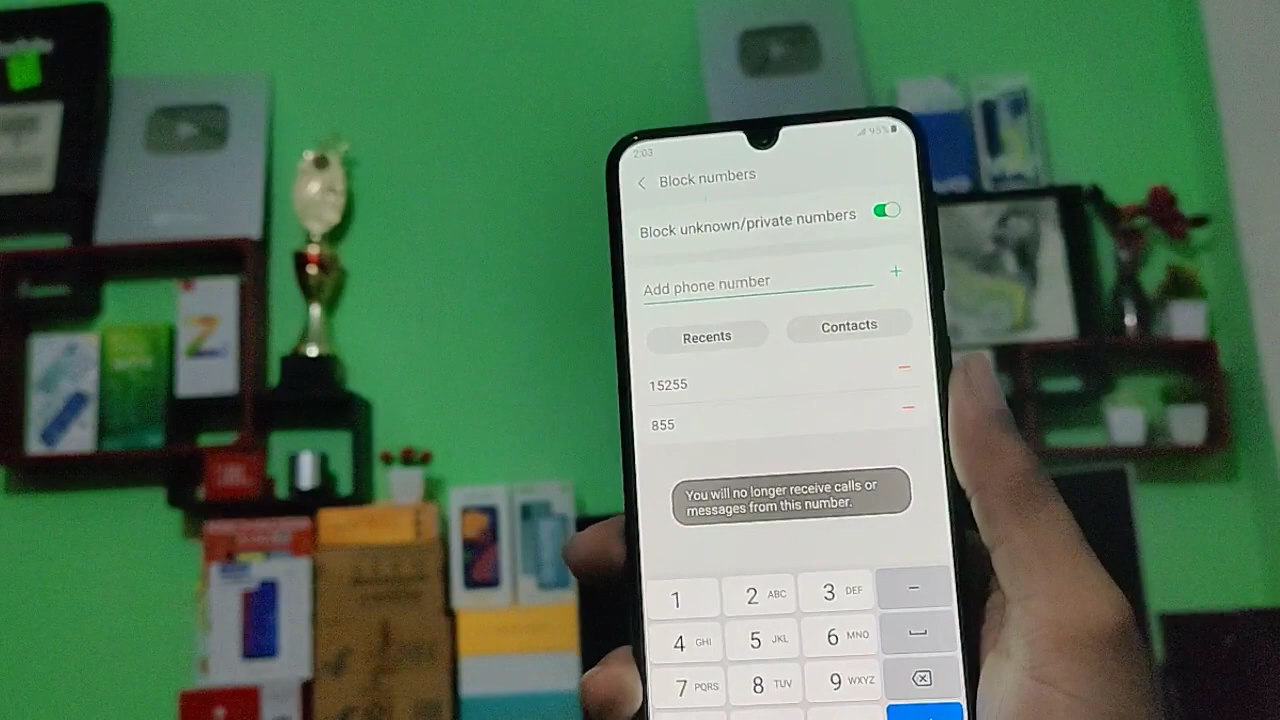 2:03
95%
Block numbers
Block unknown/private numbers
Add phone number
+
Recents
Contacts
15255
855
You will no longer receive calls or
messages from this number.
1
2 ABC
3 DEF
4 GHI
5 JKL
6 MNO
7 PQRS
8 TUV
9 WXYZ
Z
JBL